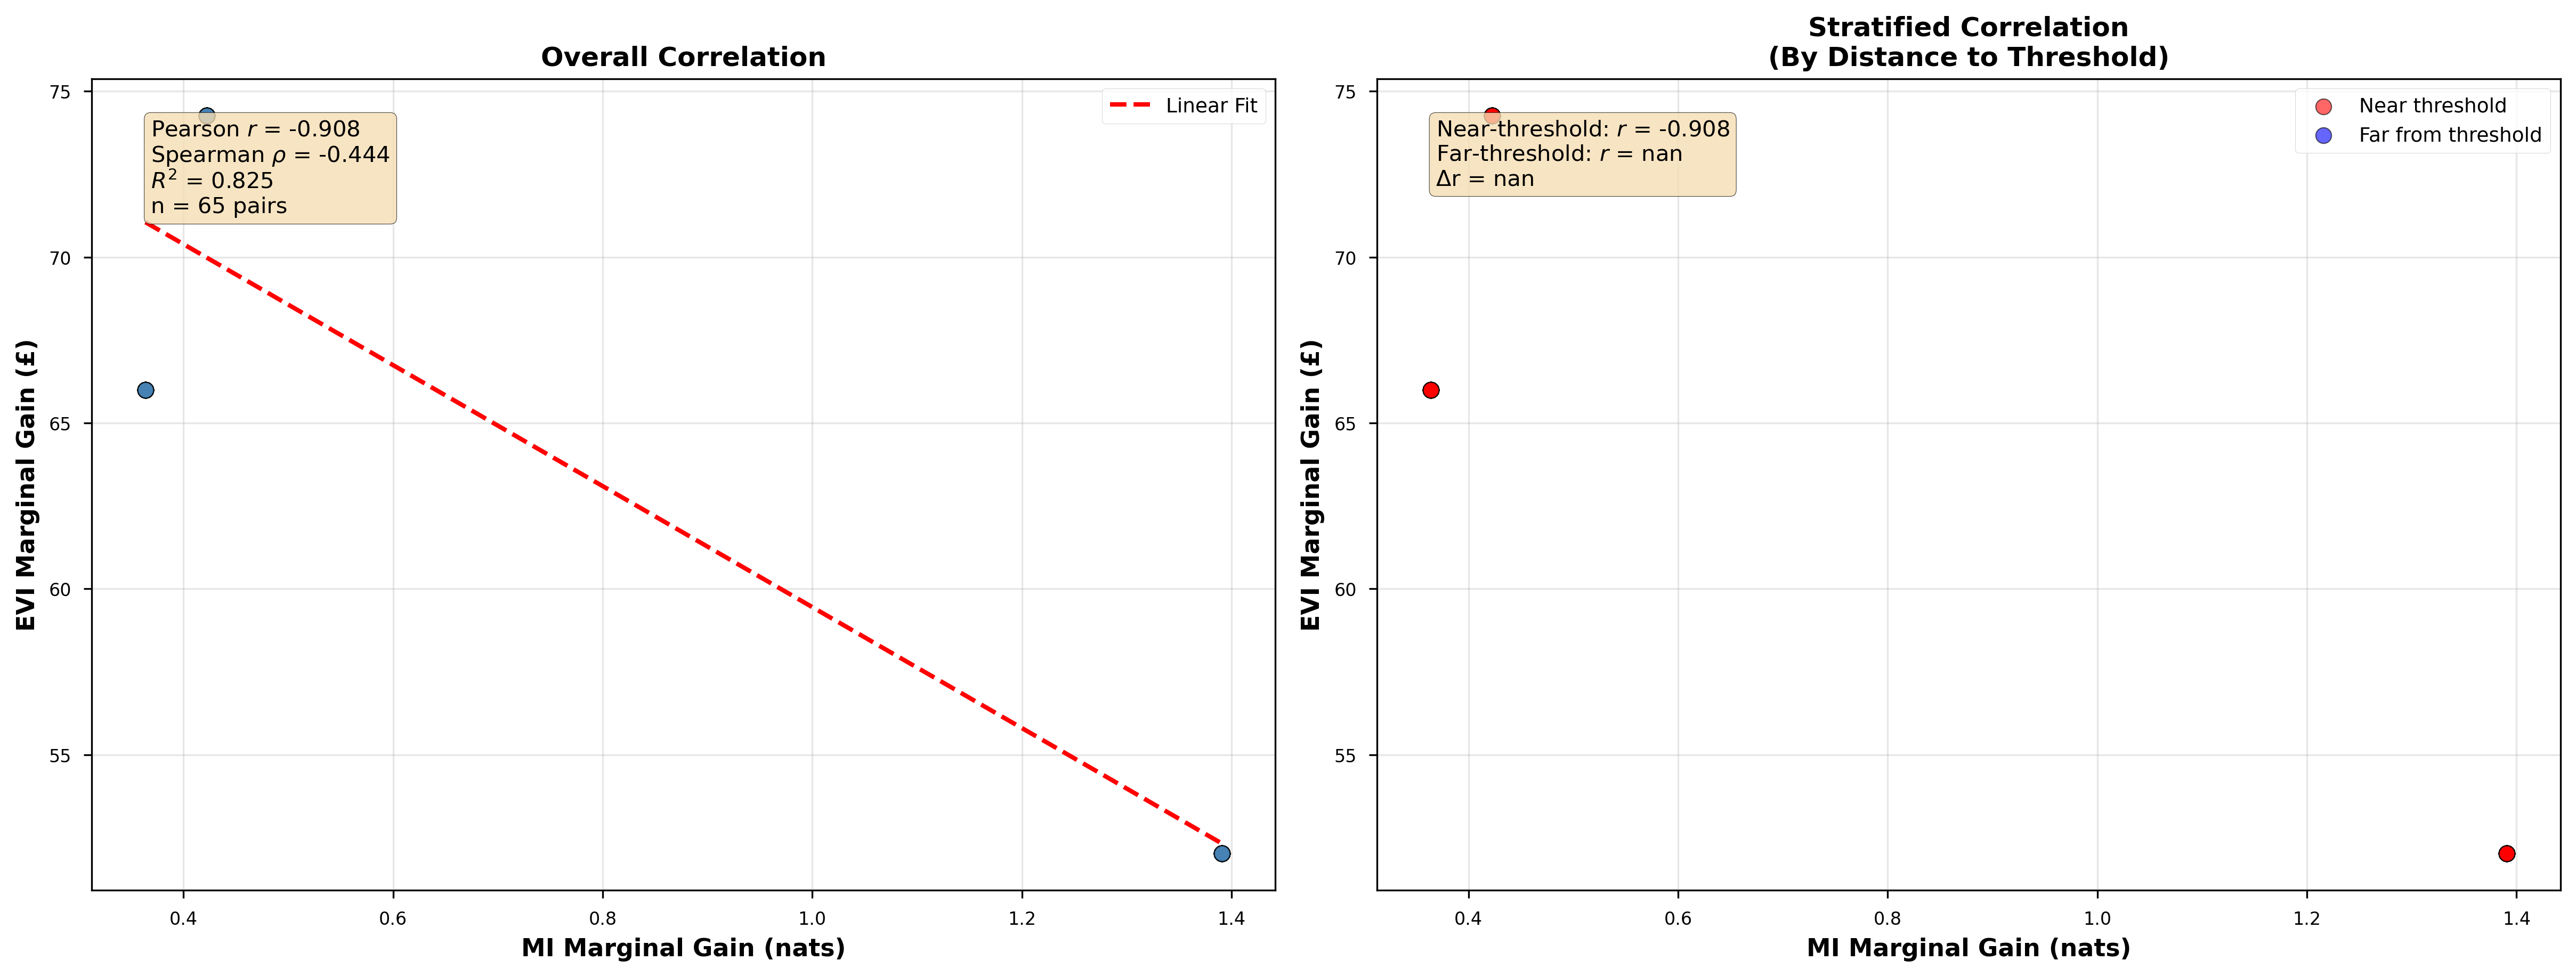 Overall Correlation
Linear Fit
Pearson r = -0.908
Spearman ρ = -0.444
R² = 0.825
n = 65 pairs
EVI Marginal Gain (£)
75
70
65
60
55
0.4 0.6 0.8 1.0 1.2 1.4
MI Marginal Gain (nats)
Stratified Correlation
(By Distance to Threshold)
Near threshold
Far from threshold
Near-threshold: r = -0.908
Far-threshold: r = nan
Δr = nan
EVI Marginal Gain (£)
75
70
65
60
55
0.4 0.6 0.8 1.0 1.2 1.4
MI Marginal Gain (nats)